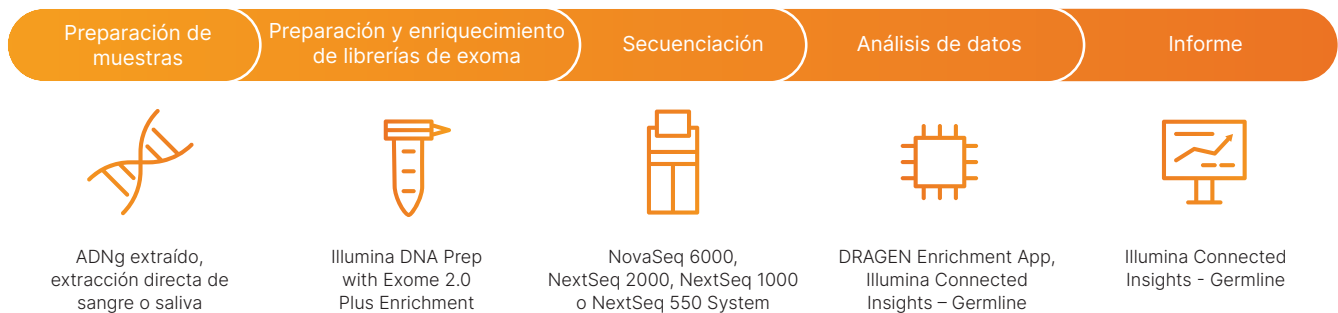 Preparación de
muestras
Preparación y enriquecimiento
de librerías de exoma
Secuenciación
Análisis de datos
Informe
ADNg extraído,
extracción directa de
sangre o saliva
Illumina DNA Prep
with Exome 2.0
Plus Enrichment
NovaSeq 6000,
NextSeq 2000, NextSeq 1000
o NextSeq 550 System
DRAGEN Enrichment App,
Illumina Connected
Insights – Germline
Illumina Connected
Insights - Germline